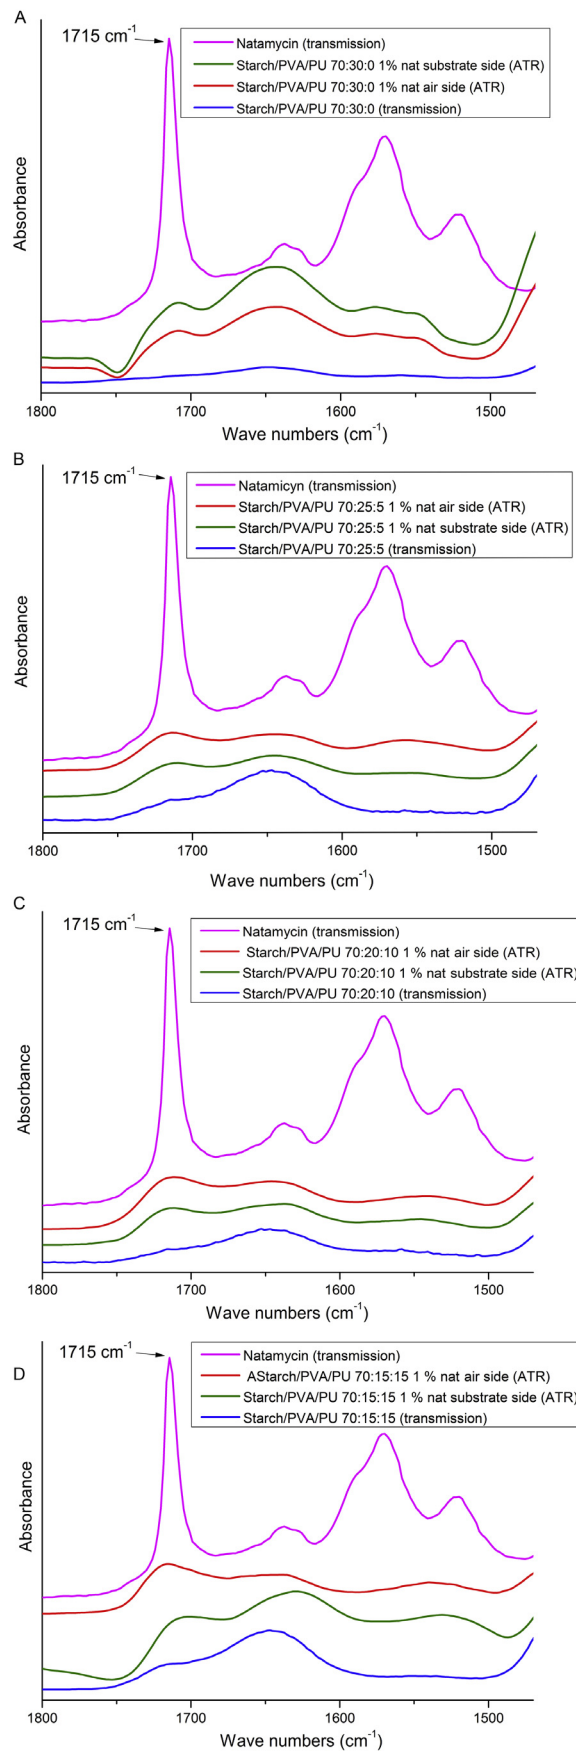 A
1715 cm⁻¹
Natamycin (transmission)
Starch/PVA/PU 70:30:0 1% nat substrate side (ATR)
Starch/PVA/PU 70:30:0 1% nat air side (ATR)
Starch/PVA/PU 70:30:0 (transmission)
Absorbance
1800 1700 1600 1500
Wave numbers (cm⁻¹)
B
1715 cm⁻¹
Natamicyn (transmission)
Starch/PVA/PU 70:25:5 1 % nat air side (ATR)
Starch/PVA/PU 70:25:5 1 % nat substrate side (ATR)
Starch/PVA/PU 70:25:5 (transmission)
Absorbance
1800 1700 1600 1500
Wave numbers (cm⁻¹)
C
1715 cm⁻¹
Natamycin (transmission)
Starch/PVA/PU 70:20:10 1 % nat air side (ATR)
Starch/PVA/PU 70:20:10 1 % nat substrate side (ATR)
Starch/PVA/PU 70:20:10 (transmission)
Absorbance
1800 1700 1600 1500
Wave numbers (cm⁻¹)
D
1715 cm⁻¹
Natamycin (transmission)
AStarch/PVA/PU 70:15:15 1 % nat air side (ATR)
Starch/PVA/PU 70:15:15 1 % nat substrate side (ATR)
Starch/PVA/PU 70:15:15 (transmission)
Absorbance
1800 1700 1600 1500
Wave numbers (cm⁻¹)